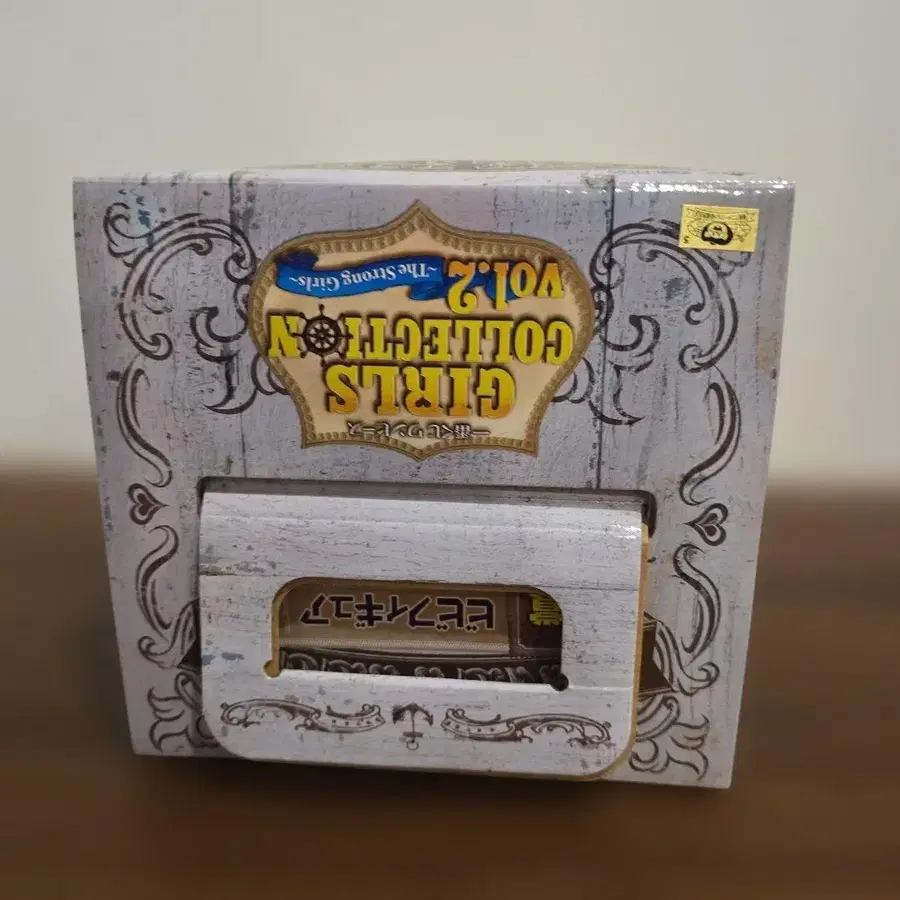 一番くじ ワンピース
GIRLS
COLLECTION
vol.2
~The Strong Girls~
賞
ビビフィギュア